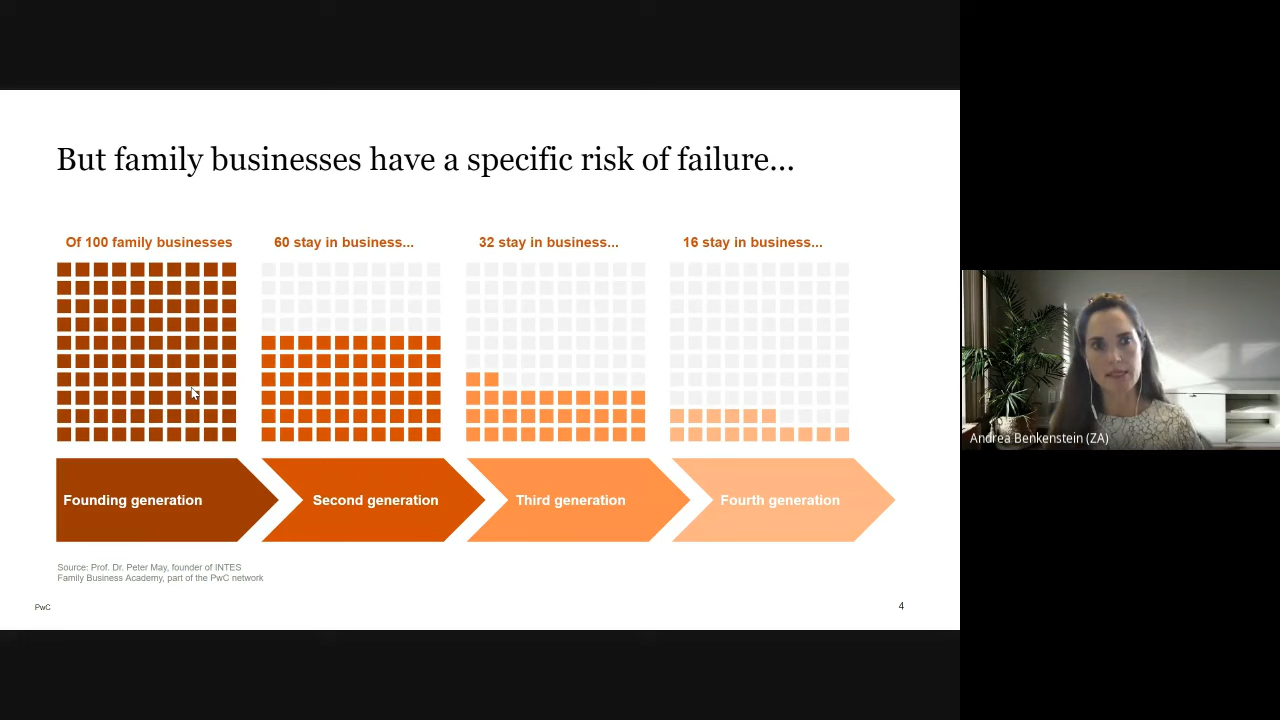 But family businesses have a specific risk of failure...
Of 100 family businesses
60 stay in business...
32 stay in business...
16 stay in business...
Founding generation
Second generation
Third generation
Fourth generation
Source: Prof. Dr. Peter May, founder of INTES
Family Business Academy, part of the PwC network
PwC
4
Andrea Benkenstein (ZA)